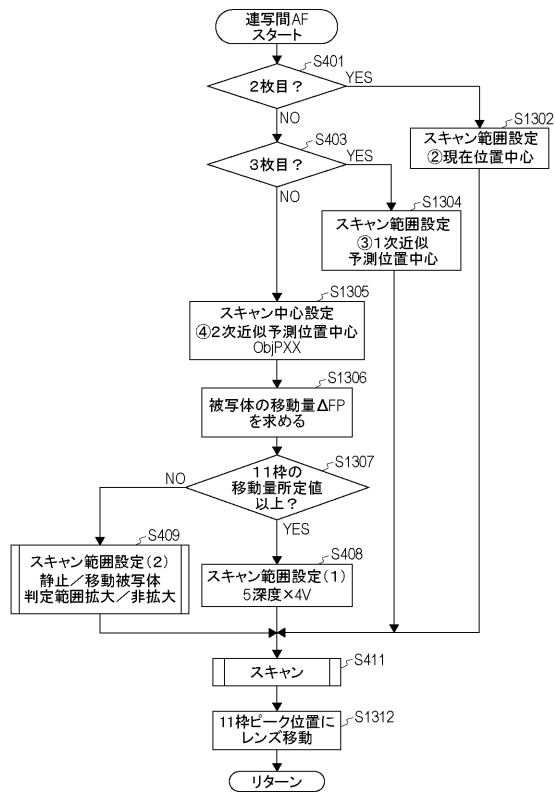 連写間AF
スタート
S401
2枚目？
YES
NO
S1302
スキャン範囲設定
②現在位置中心
S403
3枚目？
YES
NO
S1304
スキャン範囲設定
③1次近似
予測位置中心
S1305
スキャン中心設定
④2次近似予測位置中心
ObjPXX
S1306
被写体の移動量ΔFP
を求める
S1307
11枠の
移動量所定値
以上？
NO
YES
S409
スキャン範囲設定(2)
静止／移動被写体
判定範囲拡大／非拡大
S408
スキャン範囲設定(1)
5深度×4V
S411
スキャン
S1312
11枠ピーク位置に
レンズ移動
リターン